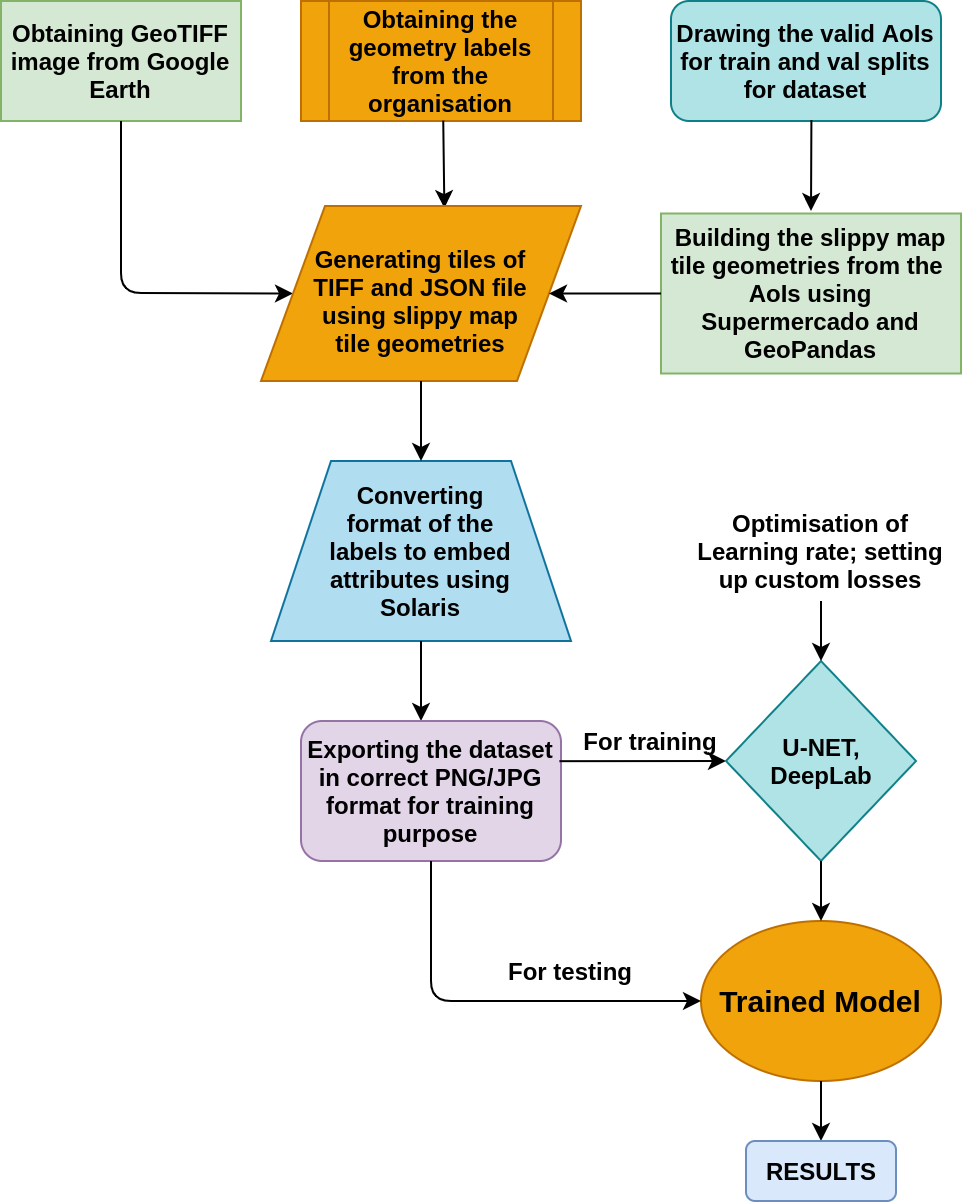 Obtaining GeoTIFF
image from Google
Earth
Obtaining the
geometry labels
from the
organisation
Drawing the valid AoIs
for train and val splits
for dataset
Generating tiles of
TIFF and JSON file
using slippy map
tile geometries
Building the slippy map
tile geometries from the
AoIs using
Supermercado and
GeoPandas
Converting
format of the
labels to embed
attributes using
Solaris
Optimisation of
Learning rate; setting
up custom losses
Exporting the dataset
in correct PNG/JPG
format for training
purpose
For training
U-NET,
DeepLab
For testing
Trained Model
RESULTS